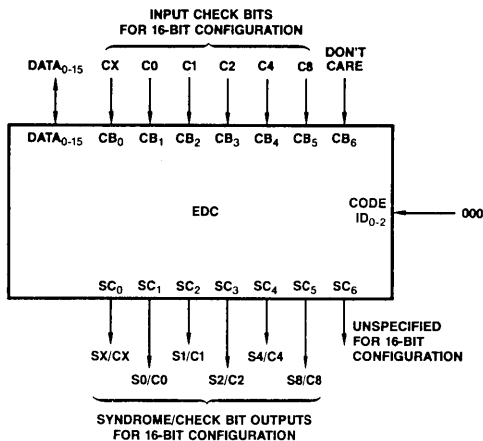 INPUT CHECK BITS
FOR 16-BIT CONFIGURATION
DATA0-15 CX C0 C1 C2 C4 C8 DON'T
CARE
DATA0-15 CB0 CB1 CB2 CB3 CB4 CB5 CB6
CODE
ID0-2
000
EDC
SC0 SC1 SC2 SC3 SC4 SC5 SC6
UNSPECIFIED
FOR 16-BIT
CONFIGURATION
SX/CX S1/C1 S4/C4
S0/C0 S2/C2 S8/C8
SYNDROME/CHECK BIT OUTPUTS
FOR 16-BIT CONFIGURATION